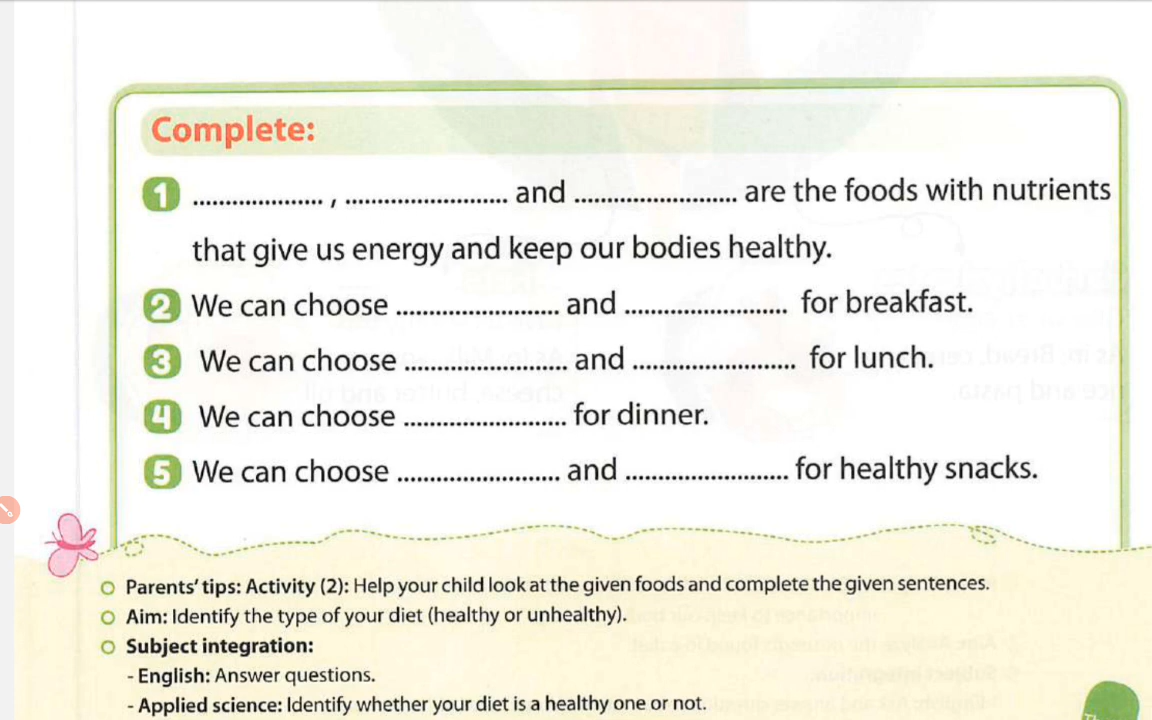 Complete:
1 ..................... , .......................... and .......................... are the foods with nutrients
that give us energy and keep our bodies healthy.
2 We can choose .......................... and .......................... for breakfast.
3 We can choose .......................... and .......................... for lunch.
4 We can choose .......................... for dinner.
5 We can choose .......................... and .......................... for healthy snacks.
Parents' tips: Activity (2): Help your child look at the given foods and complete the given sentences.
Aim: Identify the type of your diet (healthy or unhealthy).
Subject integration:
- English: Answer questions.
- Applied science: Identify whether your diet is a healthy one or not.